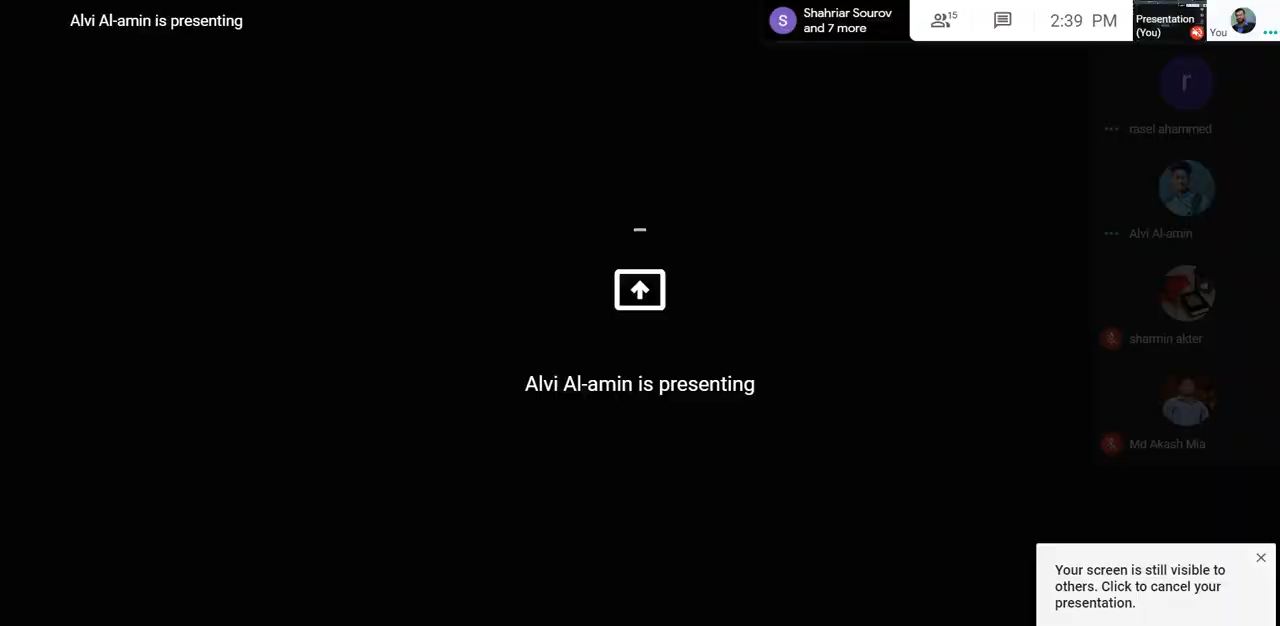 Alvi Al-amin is presenting
S
Shahriar Sourov
and 7 more
15
2:39 PM
Presentation
(You)
You
r
rasel ahammed
Alvi Al-amin
sharmin akter
Md Akash Mia
Alvi Al-amin is presenting
Your screen is still visible to
others. Click to cancel your
presentation.